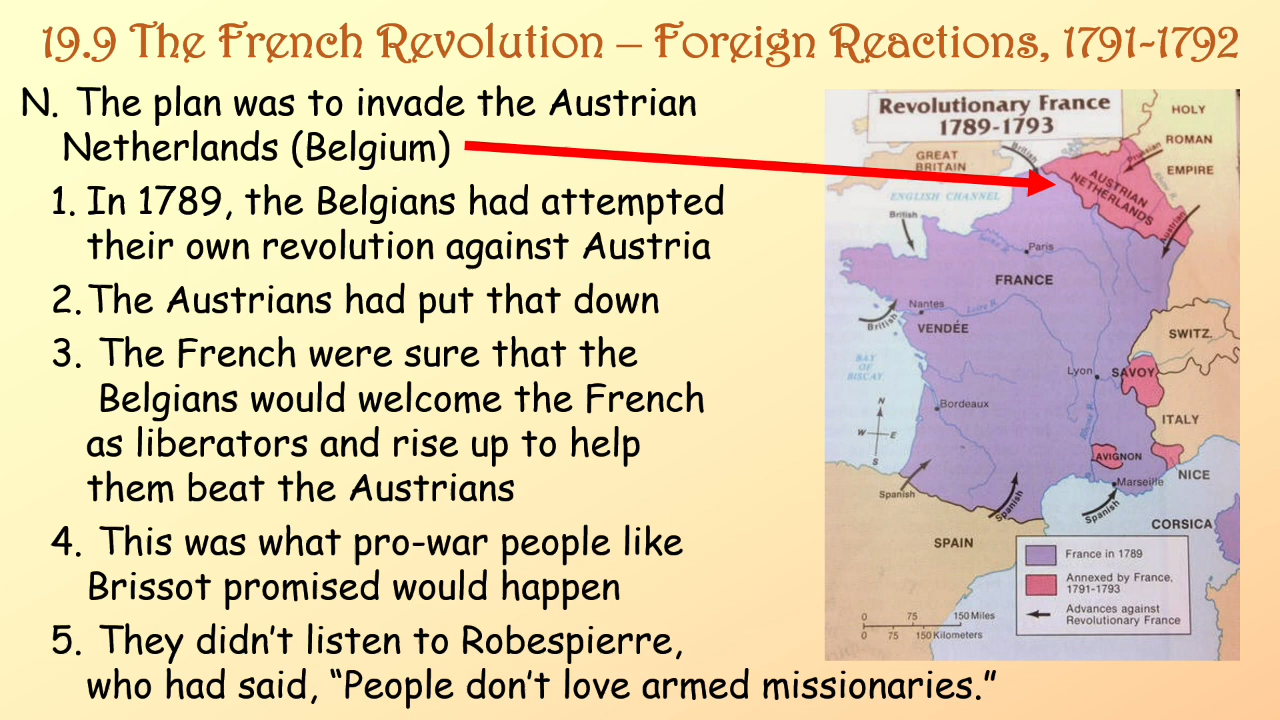 19.9 The French Revolution – Foreign Reactions, 1791-1792
N. The plan was to invade the Austrian
Netherlands (Belgium)
1. In 1789, the Belgians had attempted
their own revolution against Austria
2. The Austrians had put that down
3. The French were sure that the
Belgians would welcome the French
as liberators and rise up to help
them beat the Austrians
4. This was what pro-war people like
Brissot promised would happen
5. They didn’t listen to Robespierre,
who had said, “People don’t love armed missionaries.”
Revolutionary France
1789-1793
HOLY
ROMAN
EMPIRE
GREAT
BRITAIN
British
Prussian
Rhine R.
AUSTRIAN
NETHERLANDS
ENGLISH CHANNEL
British
Austrian
Seine R.
Paris
FRANCE
Nantes
Loire R.
British
VENDÉE
SWITZ.
BAY
OF
BISCAY
Lyon
SAVOY
N
W E
S
Bordeaux
Rhone R.
ITALY
AVIGNON
NICE
Marseille
Spanish
Spanish
Spanish
CORSICA
SPAIN
France in 1789
Annexed by France,
1791-1793
Advances against
Revolutionary France
0 75 150 Miles
0 75 150 Kilometers